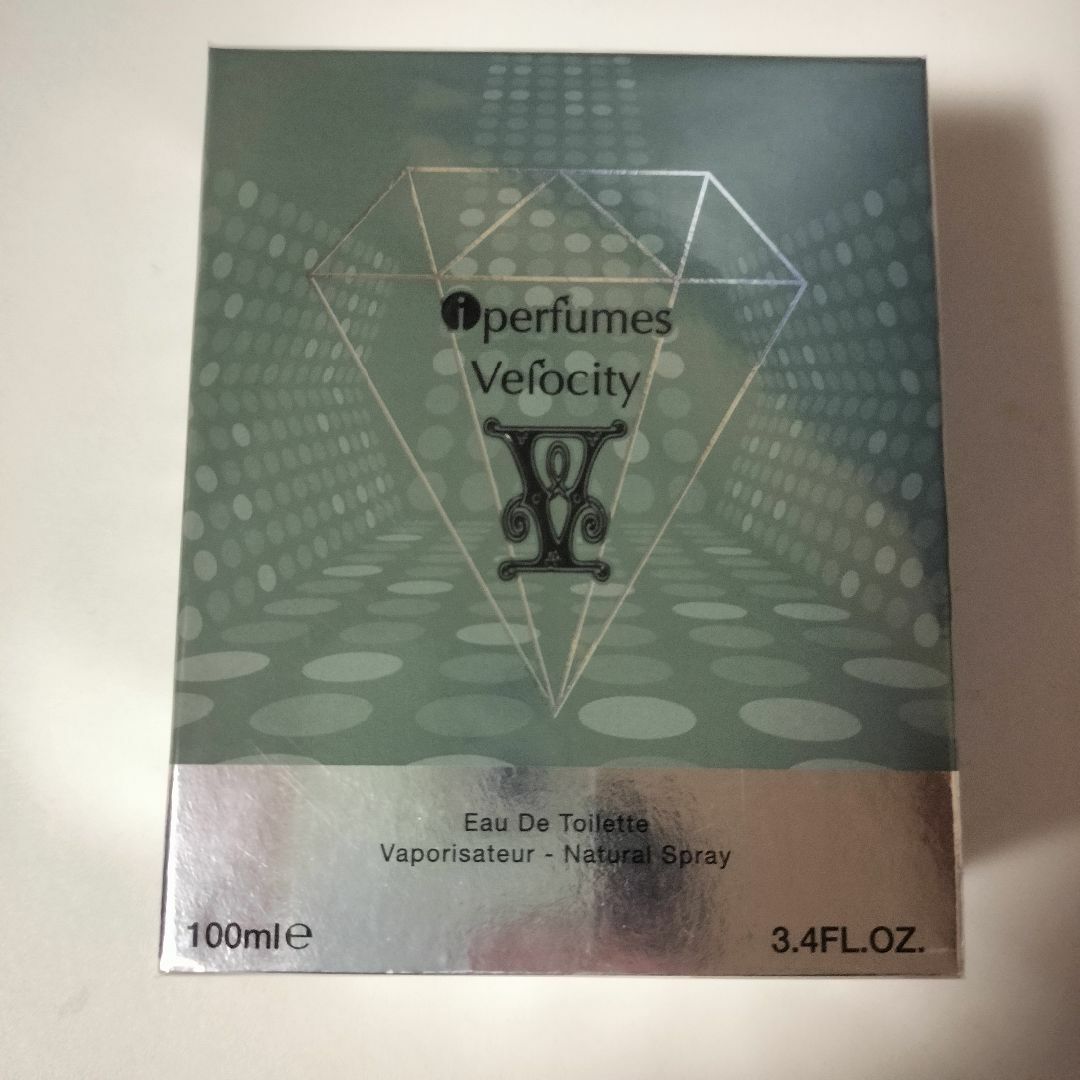 iperfumes
Velocity
V
Eau De Toilette
Vaporisateur - Natural Spray
100ml℮
3.4FL.OZ.